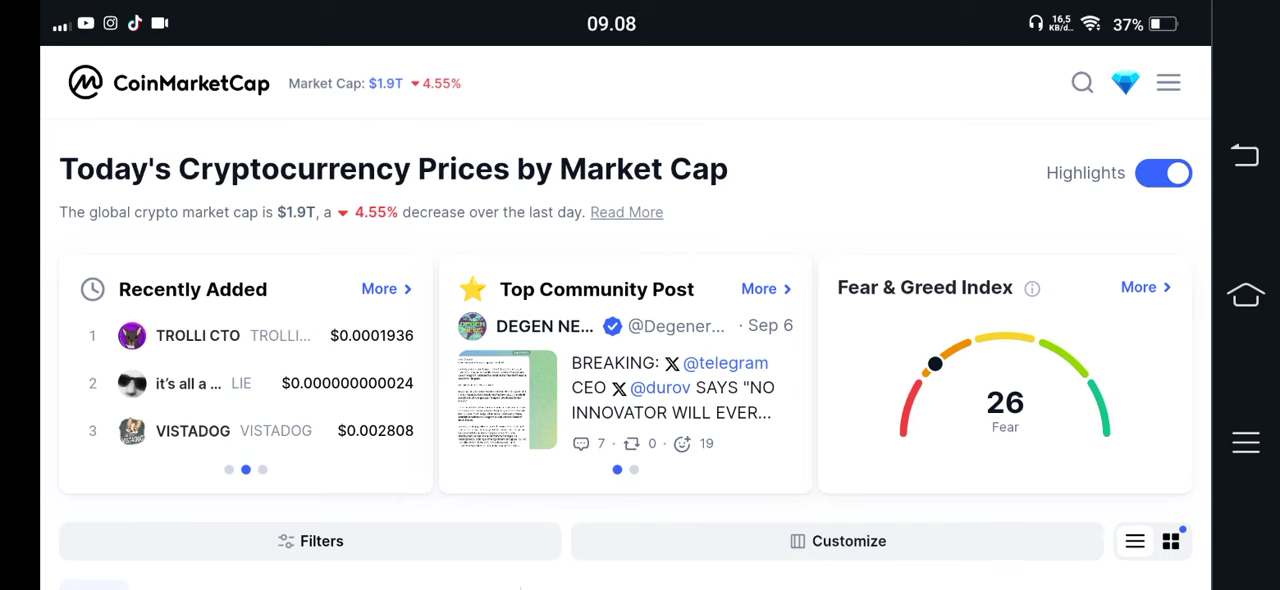 09.08
16,5
KB/d...
37%
CoinMarketCap
Market Cap: $1.9T 4.55%
Today's Cryptocurrency Prices by Market Cap
Highlights
The global crypto market cap is $1.9T, a 4.55% decrease over the last day. Read More
Recently Added
More >
1 TROLLI CTO TROLLI... $0.0001936
2 it's all a ... LIE $0.000000000024
3 VISTADOG VISTADOG $0.002808
Top Community Post
More >
DEGEN NE... @Degener... · Sep 6
BREAKING: X @telegram
CEO X @durov SAYS "NO
INNOVATOR WILL EVER...
7 · 0 · 19
Fear & Greed Index
More >
26
Fear
Filters
Customize